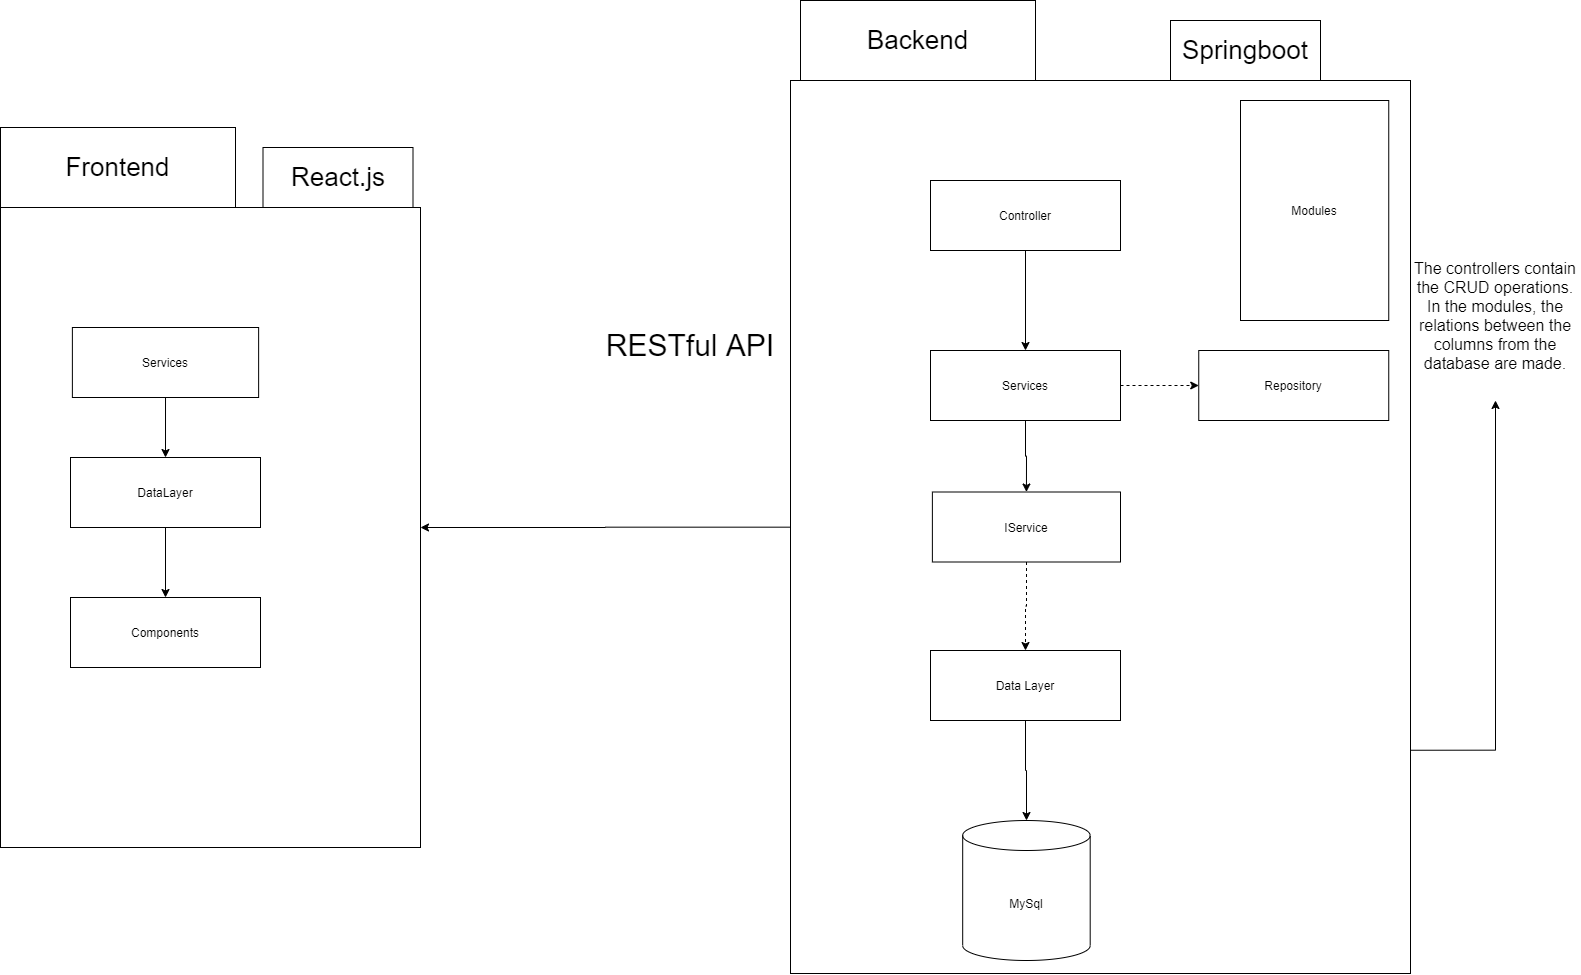 Backend
Springboot
Frontend
React.js
Modules
Controller
The controllers contain
the CRUD operations.
In the modules, the
relations between the
columns from the
database are made.
RESTful API
Services
Services
Repository
DataLayer
IService
Components
Data Layer
MySql